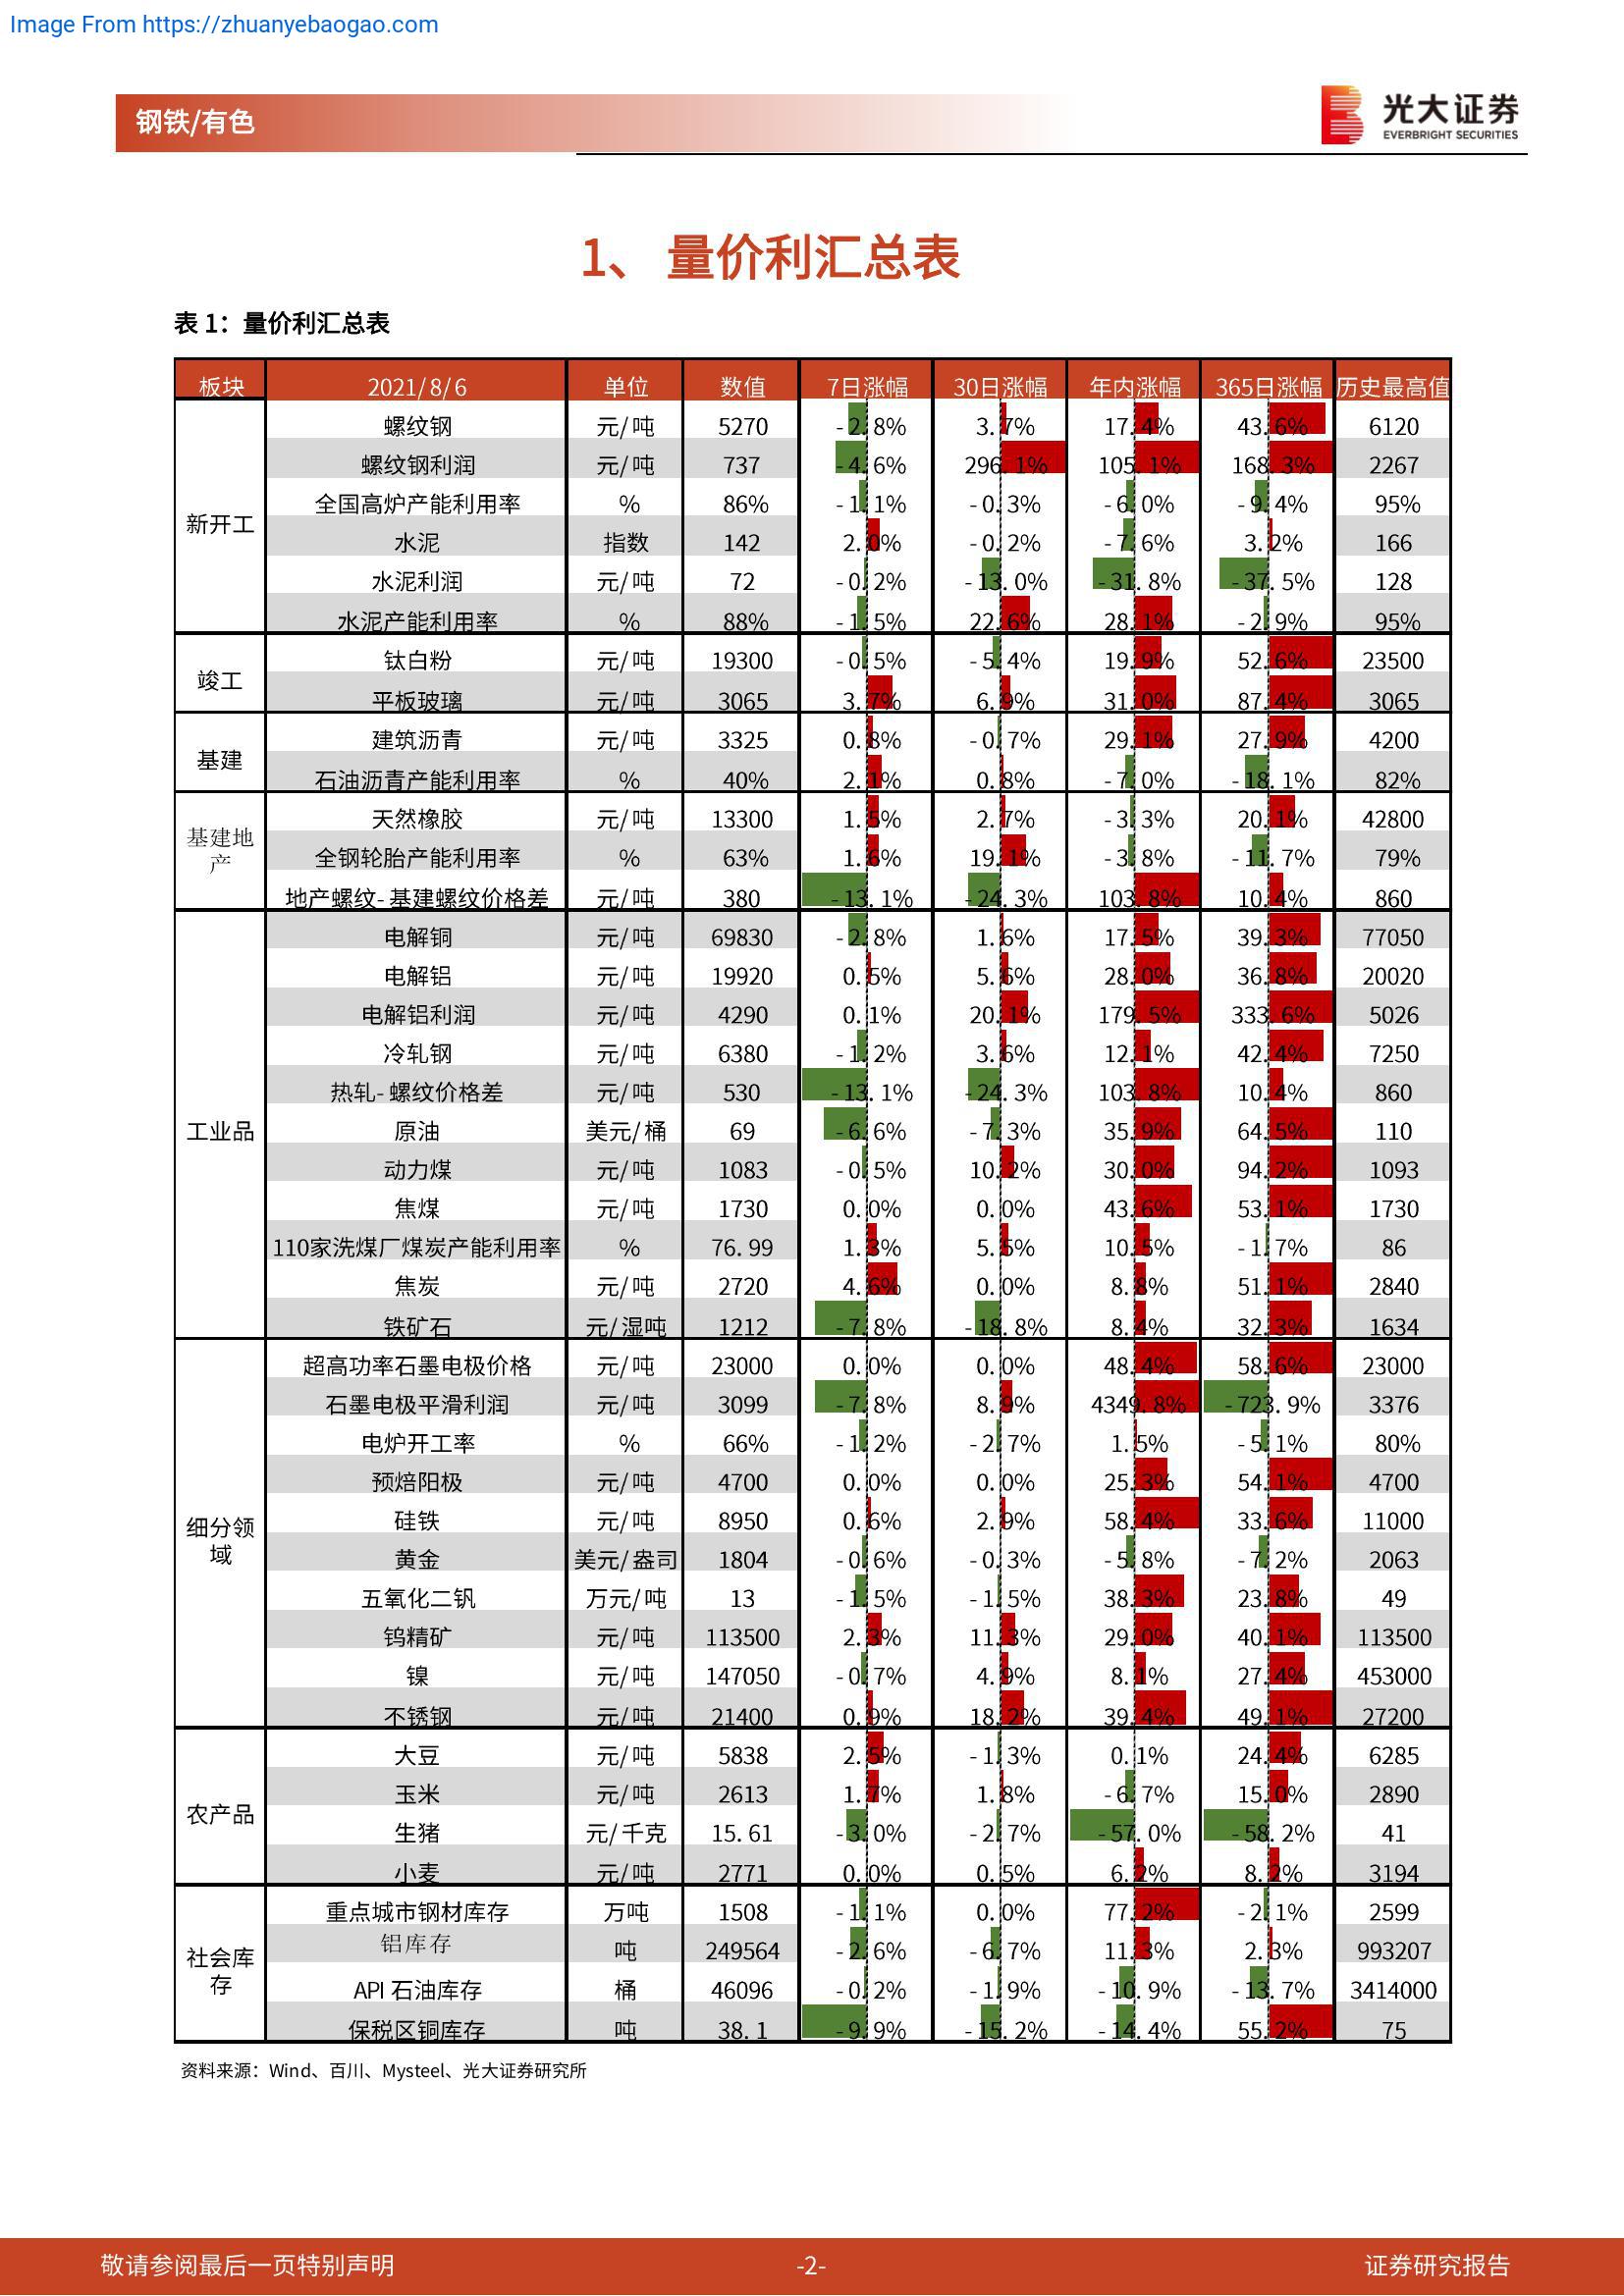 Image From https://zhuanyebaogao.com
钢铁/有色
光大证券
EVERBRIGHT SECURITIES
1、 量价利汇总表
表 1：量价利汇总表
板块 2021/8/6 单位 数值 7日涨幅 30日涨幅 年内涨幅 365日涨幅 历史最高值
新开工
螺纹钢 元/吨 5270 -2.8% 3.7% 17.4% 43.6% 6120
螺纹钢利润 元/吨 737 -4.6% 296.1% 105.1% 168.3% 2267
全国高炉产能利用率 % 86% -1.1% -0.3% -6.0% -9.4% 95%
水泥 指数 142 2.0% -0.2% -7.6% 3.2% 166
水泥利润 元/吨 72 -0.2% -13.0% -31.8% -37.5% 128
水泥产能利用率 % 88% -1.5% 22.6% 28.1% -2.9% 95%
竣工
钛白粉 元/吨 19300 -0.5% -5.4% 19.9% 52.6% 23500
平板玻璃 元/吨 3065 3.7% 6.9% 31.0% 87.4% 3065
基建
建筑沥青 元/吨 3325 0.8% -0.7% 29.1% 27.9% 4200
石油沥青产能利用率 % 40% 2.1% 0.8% -7.0% -18.1% 82%
基建地
产
天然橡胶 元/吨 13300 1.5% 2.7% -3.3% 20.1% 42800
全钢轮胎产能利用率 % 63% 1.6% 19.1% -3.8% -11.7% 79%
地产螺纹-基建螺纹价格差 元/吨 380 -13.1% -24.3% 103.8% 10.4% 860
工业品
电解铜 元/吨 69830 -2.8% 1.6% 17.5% 39.3% 77050
电解铝 元/吨 19920 0.5% 5.6% 28.0% 36.8% 20020
电解铝利润 元/吨 4290 0.1% 20.1% 179.5% 333.6% 5026
冷轧钢 元/吨 6380 -1.2% 3.6% 12.1% 42.4% 7250
热轧-螺纹价格差 元/吨 530 -13.1% -24.3% 103.8% 10.4% 860
原油 美元/桶 69 -6.6% -7.3% 35.9% 64.5% 110
动力煤 元/吨 1083 -0.5% 10.2% 30.0% 94.2% 1093
焦煤 元/吨 1730 0.0% 0.0% 43.6% 53.1% 1730
110家洗煤厂煤炭产能利用率 % 76.99 1.3% 5.5% 10.5% -1.7% 86
焦炭 元/吨 2720 4.6% 0.0% 8.8% 51.1% 2840
铁矿石 元/湿吨 1212 -7.8% -18.8% 8.4% 32.3% 1634
细分领
域
超高功率石墨电极价格 元/吨 23000 0.0% 0.0% 48.4% 58.6% 23000
石墨电极平滑利润 元/吨 3099 -7.8% 8.9% 4349.8% -723.9% 3376
电炉开工率 % 66% -1.2% -2.7% 1.5% -5.1% 80%
预焙阳极 元/吨 4700 0.0% 0.0% 25.3% 54.1% 4700
硅铁 元/吨 8950 0.6% 2.9% 58.4% 33.6% 11000
黄金 美元/盎司 1804 -0.6% -0.3% -5.8% -7.2% 2063
五氧化二钒 万元/吨 13 -1.5% -1.5% 38.3% 23.8% 49
钨精矿 元/吨 113500 2.3% 11.3% 29.0% 40.1% 113500
镍 元/吨 147050 -0.7% 4.9% 8.1% 27.4% 453000
不锈钢 元/吨 21400 0.9% 18.2% 39.4% 49.1% 27200
农产品
大豆 元/吨 5838 2.5% -1.3% 0.1% 24.4% 6285
玉米 元/吨 2613 1.7% 1.8% -6.7% 15.0% 2890
生猪 元/千克 15.61 -3.0% -2.7% -57.0% -58.2% 41
小麦 元/吨 2771 0.0% 0.5% 6.2% 8.2% 3194
社会库
存
重点城市钢材库存 万吨 1508 -1.1% 0.0% 77.2% -2.1% 2599
铝库存 吨 249564 -2.6% -6.7% 11.3% 2.3% 993207
API 石油库存 桶 46096 -0.2% -1.9% -10.9% -13.7% 3414000
保税区铜库存 吨 38.1 -9.9% -15.2% -14.4% 55.2% 75
资料来源：Wind、百川、Mysteel、光大证券研究所
敬请参阅最后一页特别声明
-2-
证券研究报告